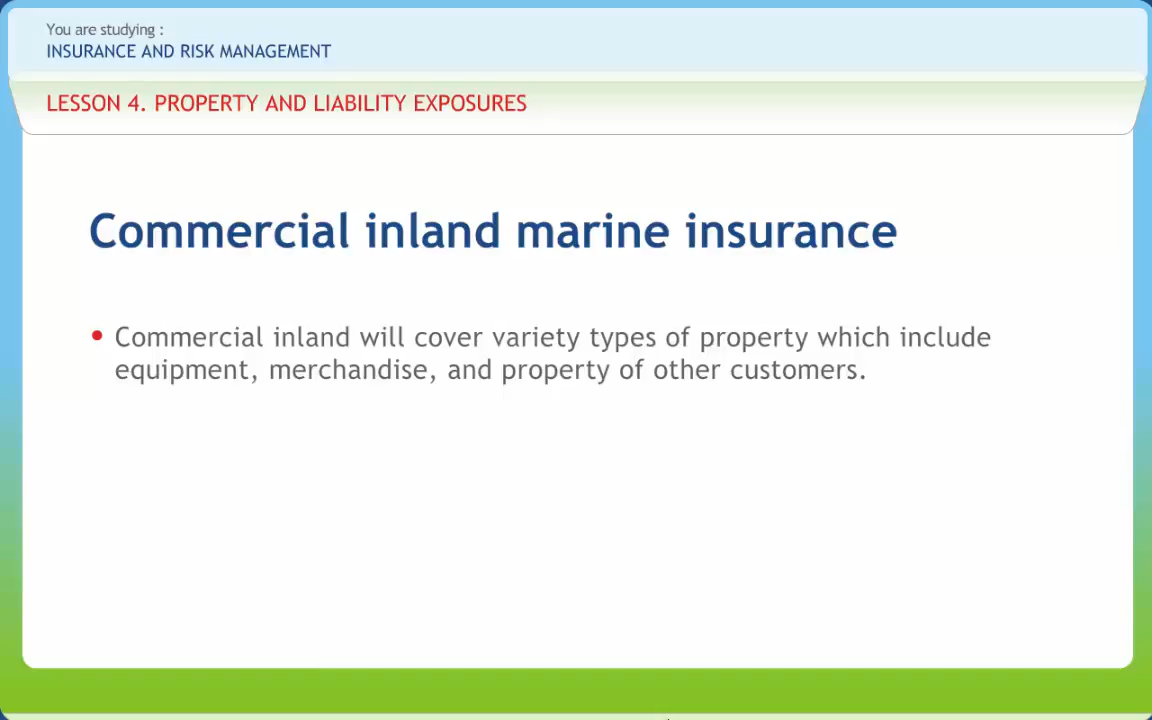 You are studying :
INSURANCE AND RISK MANAGEMENT
LESSON 4. PROPERTY AND LIABILITY EXPOSURES
Commercial inland marine insurance
• Commercial inland will cover variety types of property which include
equipment, merchandise, and property of other customers.